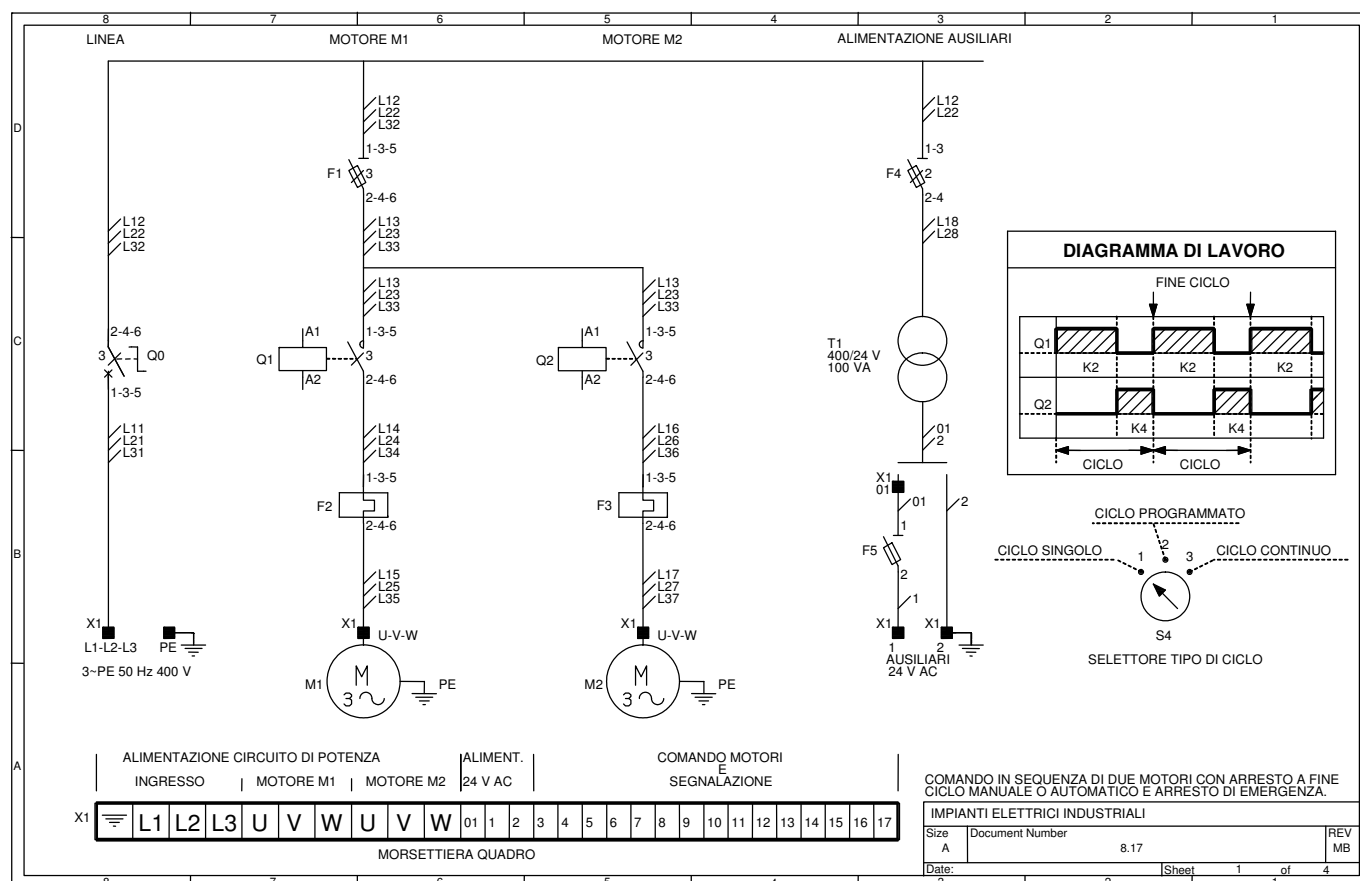 8 7 6 5 4 3 2 1
LINEA MOTORE M1 MOTORE M2 ALIMENTAZIONE AUSILIARI
D
C
B
A
L12
L22
L32
2-4-6
3 Q0
1-3-5
L11
L21
L31
X1
L1-L2-L3 PE
3~PE 50 Hz 400 V
L12
L22
L32
1-3-5
F1 3
2-4-6
L13
L23
L33
L13
L23
L33
A1 1-3-5
Q1 3
A2 2-4-6
L14
L24
L34
1-3-5
F2
2-4-6
L15
L25
L35
X1 U-V-W
M
M1 3 PE
L13
L23
L33
A1 1-3-5
Q2 3
A2 2-4-6
L16
L26
L36
1-3-5
F3
2-4-6
L17
L27
L37
X1 U-V-W
M
M2 3 PE
L12
L22
1-3
F4 2
2-4
L18
L28
T1
400/24 V
100 VA
01
2
X1
01 01 2
1
F5
2
1
X1 X1
1 2
AUSILIARI
24 V AC
DIAGRAMMA DI LAVORO
FINE CICLO
Q1
K2 K2 K2
Q2
K4 K4
CICLO CICLO
CICLO PROGRAMMATO
2
CICLO SINGOLO 1 3 CICLO CONTINUO
S4
SELETTORE TIPO DI CICLO
ALIMENTAZIONE CIRCUITO DI POTENZA ALIMENT. COMANDO MOTORI
E
INGRESSO MOTORE M1 MOTORE M2 24 V AC SEGNALAZIONE
X1 L1 L2 L3 U V W U V W 01 1 2 3 4 5 6 7 8 9 10 11 12 13 14 15 16 17
MORSETTIERA QUADRO
COMANDO IN SEQUENZA DI DUE MOTORI CON ARRESTO A FINE
CICLO MANUALE O AUTOMATICO E ARRESTO DI EMERGENZA.
IMPIANTI ELETTRICI INDUSTRIALI
Size Document Number REV
A 8.17 MB
Date: Sheet 1 of 4
8 7 6 5 4 3 2 1